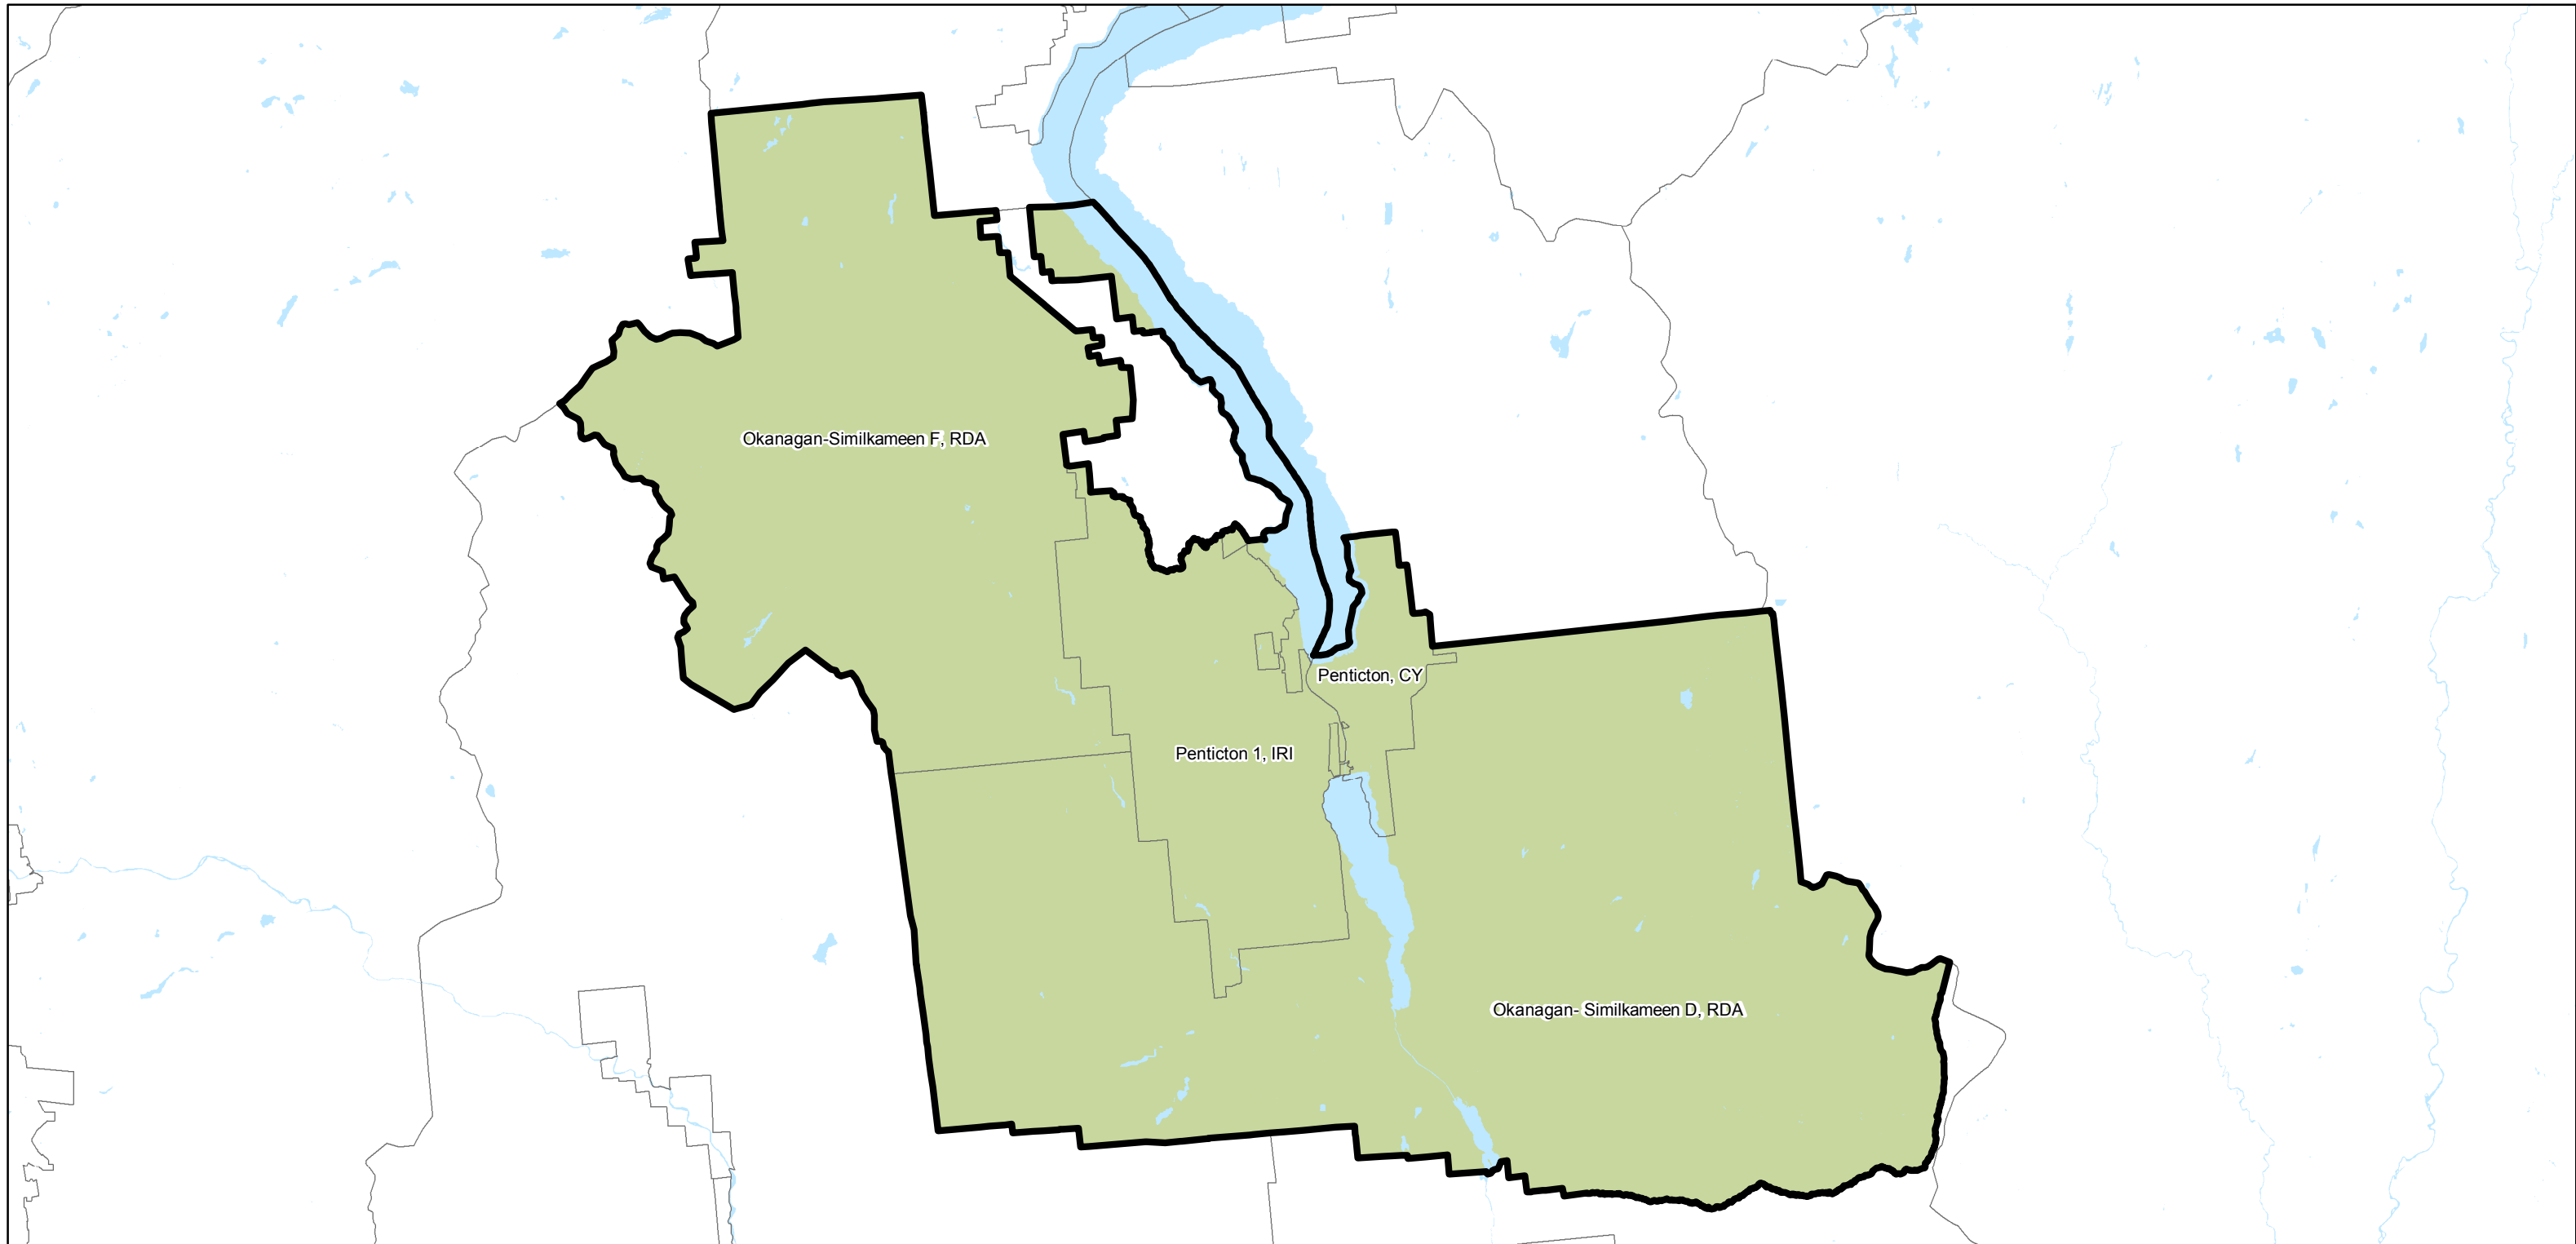 Okanagan-Similkameen F, RDA
Penticton, CY
Penticton 1, IRI
Okanagan- Similkameen D, RDA